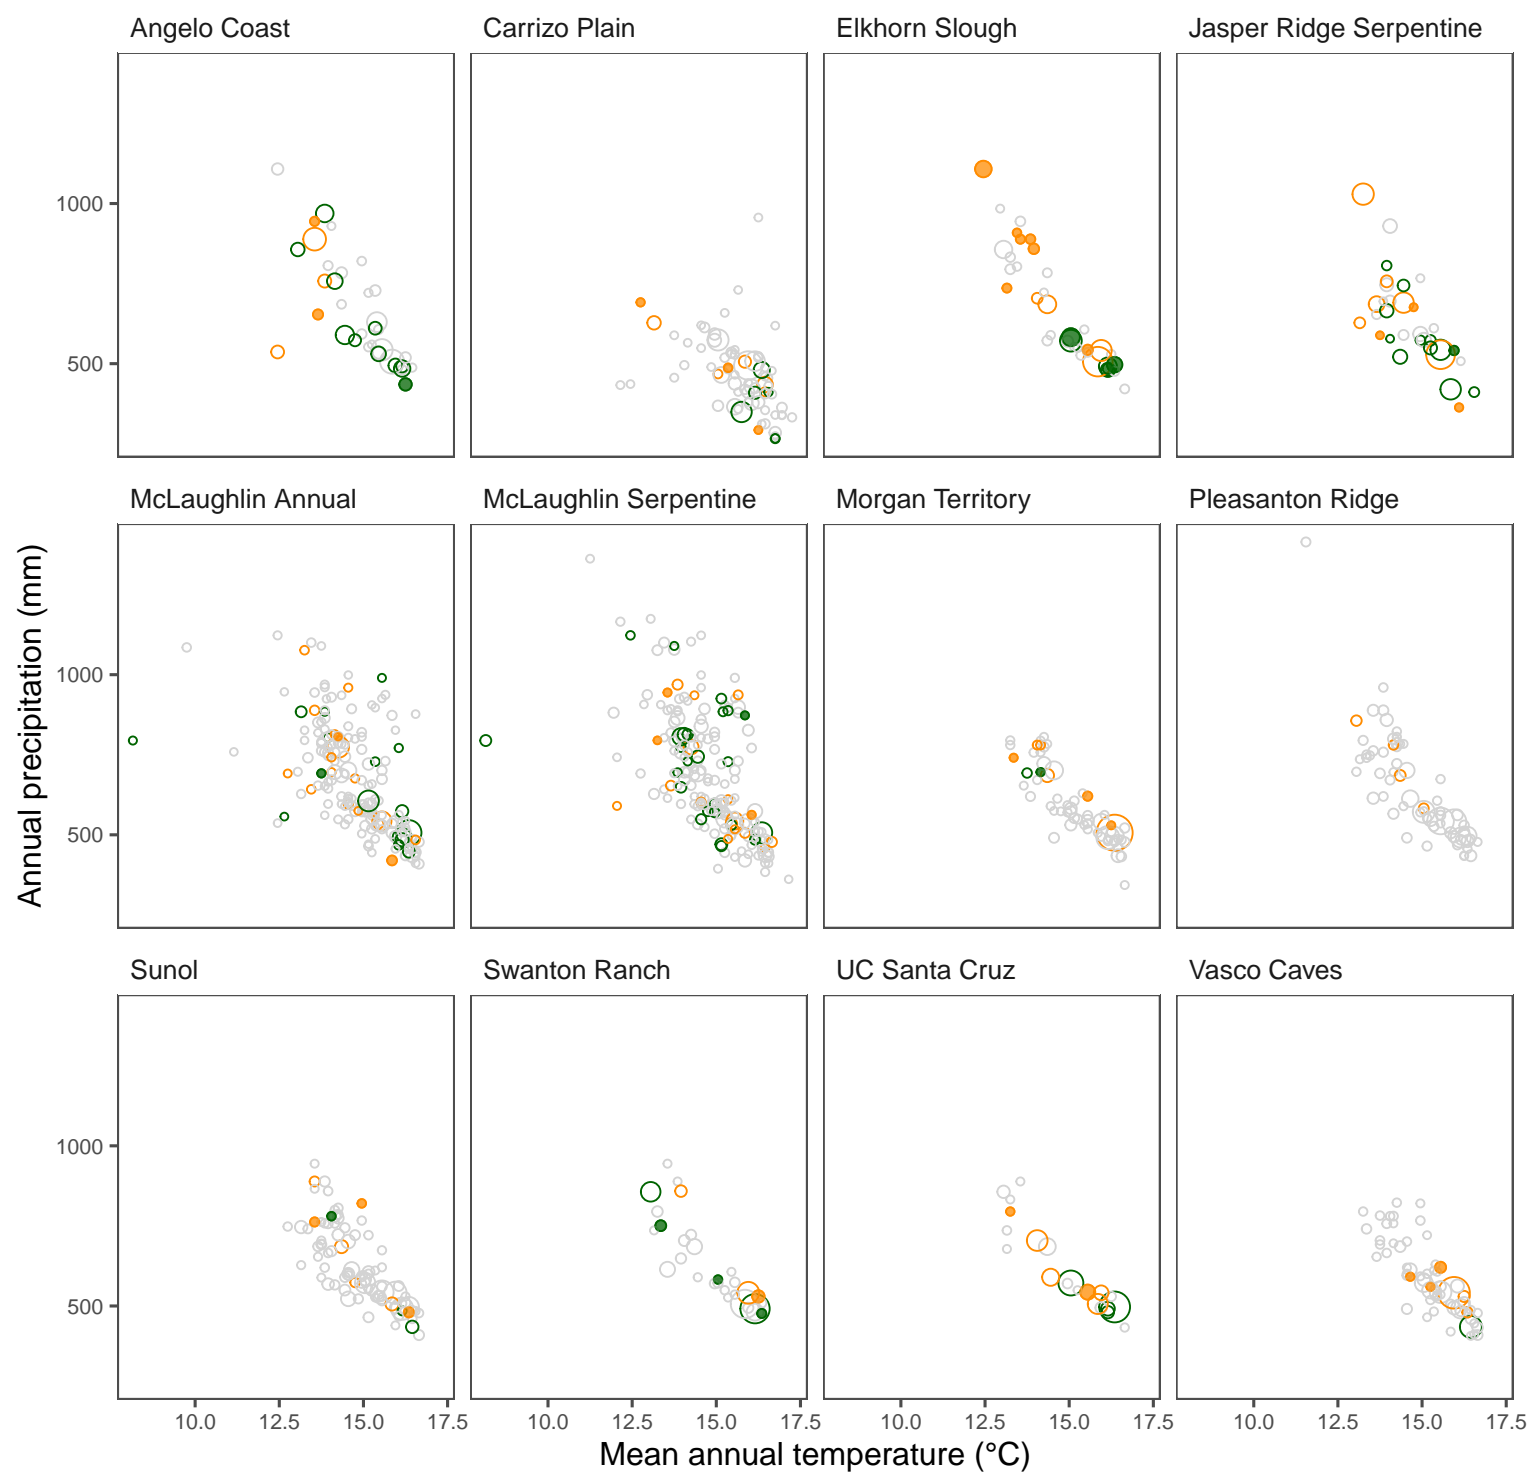 Angelo Coast
Carrizo Plain
Elkhorn Slough
Jasper Ridge Serpentine
1000
500
McLaughlin Annual
McLaughlin Serpentine
Morgan Territory
Pleasanton Ridge
Annual precipitation (mm)
1000
500
Sunol
Swanton Ranch
UC Santa Cruz
Vasco Caves
1000
500
10.0 12.5 15.0 17.5 10.0 12.5 15.0 17.5 10.0 12.5 15.0 17.5 10.0 12.5 15.0 17.5
Mean annual temperature (°C)